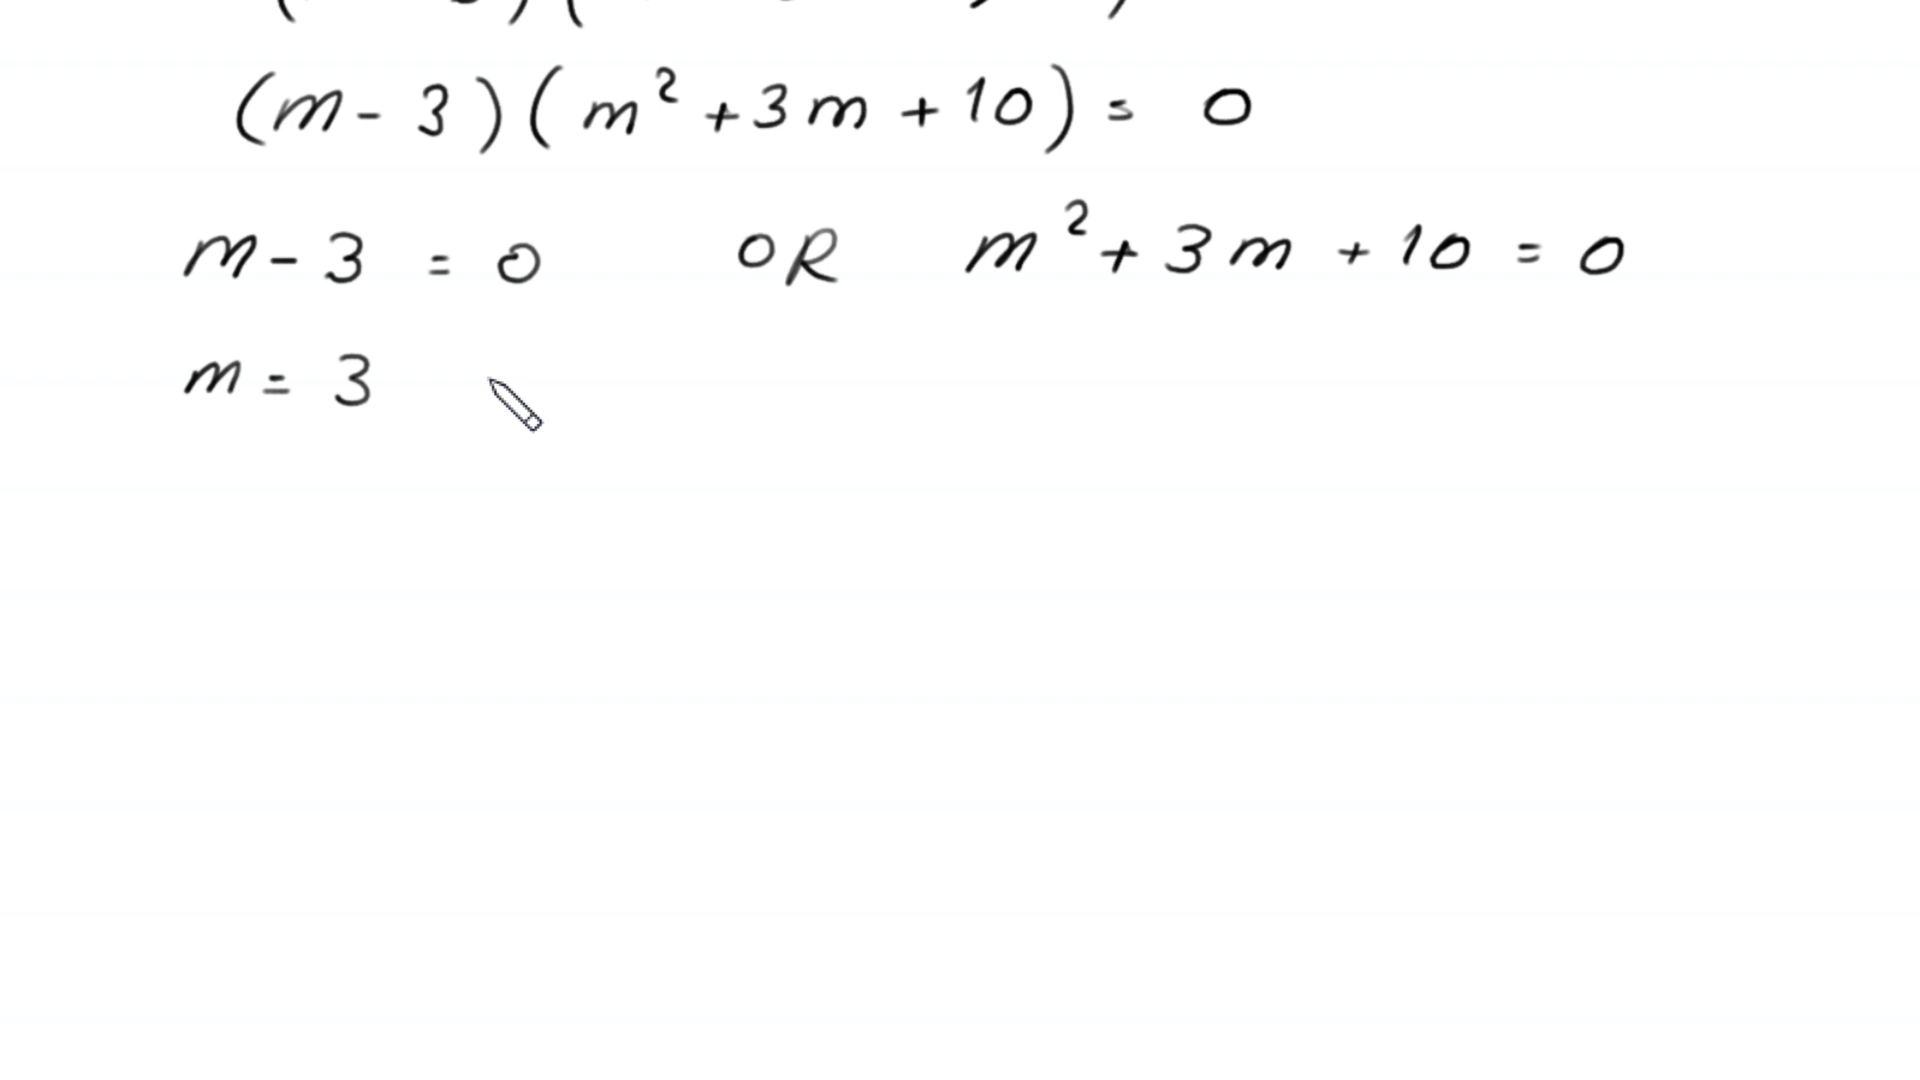 (m - 3)(m² + 3m + 10) = 0
m - 3 = 0 OR m² + 3m + 10 = 0
m = 3